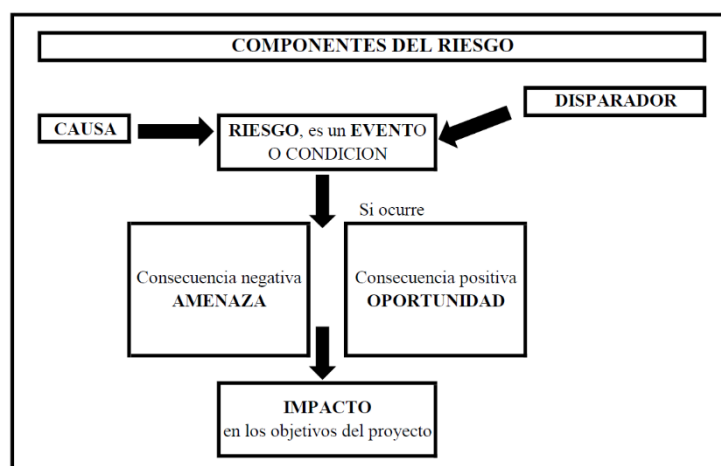 COMPONENTES DEL RIESGO
DISPARADOR
CAUSA
RIESGO, es un EVENTO
O CONDICION
Si ocurre
Consecuencia negativa
AMENAZA
Consecuencia positiva
OPORTUNIDAD
IMPACTO
en los objetivos del proyecto